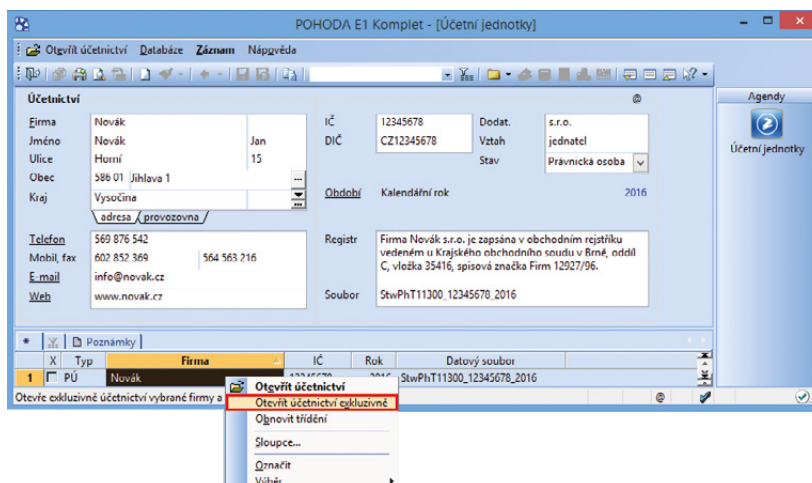 POHODA E1 Komplet - [Účetní jednotky]
Otevřít účetnictví Databáze Záznam Nápověda
Účetnictví @
Firma Novák IČ 12345678 Dodat. s.r.o.
Jméno Novák Jan DIČ CZ12345678 Vztah jednatel
Ulice Horní 15 Stav Právnická osoba
Obec 586 01 Jihlava 1
Kraj Vysočina Období Kalendářní rok 2016
adresa provozovna
Telefon 569 876 542 Registr Firma Novák s.r.o. je zapsána v obchodním rejstříku
Mobil, fax 602 852 369 564 563 216 vedeném u Krajského obchodního soudu v Brně, oddíl
E-mail info@novak.cz C, vložka 35416, spisová značka Firm 12927/96.
Web www.novak.cz Soubor StwPhT11300_12345678_2016
Agendy
Účetní jednotky
* Poznámky
X Typ Firma IČ Rok Datový soubor
1 PÚ Novák 12345678 2016 StwPhT11300_12345678_2016
Otevře exkluzivně účetnictví vybrané firmy a @
Otevřít účetnictví
Otevřít účetnictví exkluzivně
Obnovit třídění
Sloupce...
Označit
Výběr